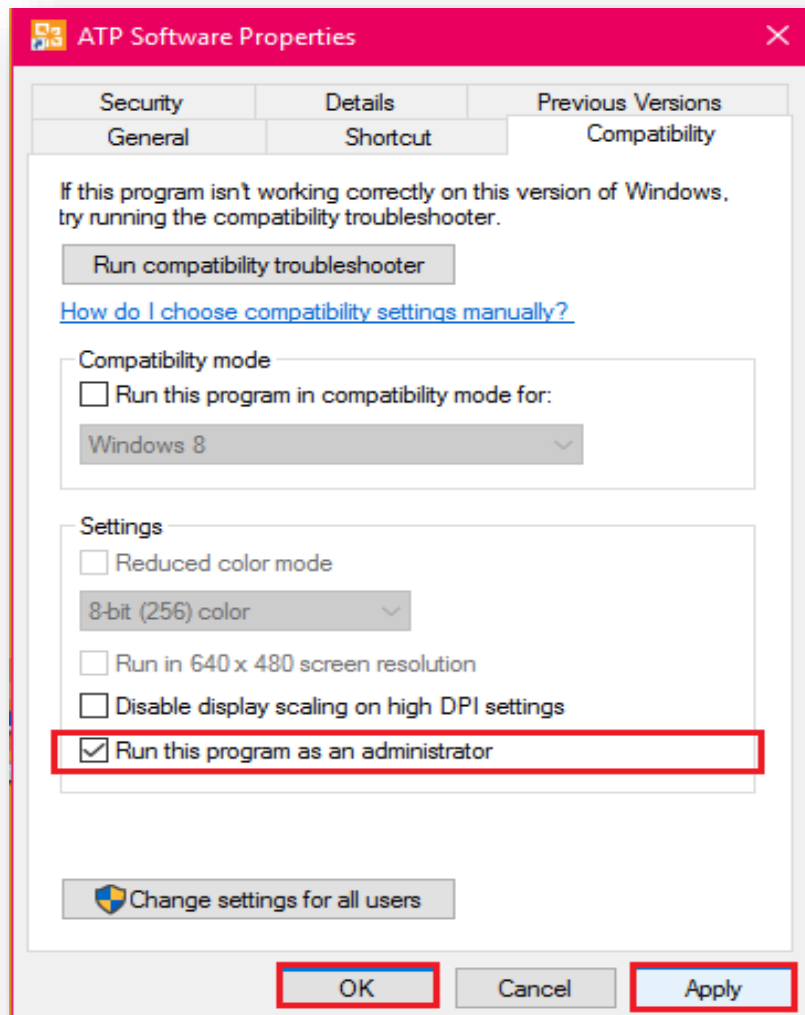 ATP Software Properties
Security Details Previous Versions
General Shortcut Compatibility
If this program isn't working correctly on this version of Windows,
try running the compatibility troubleshooter.
Run compatibility troubleshooter
How do I choose compatibility settings manually?
Compatibility mode
Run this program in compatibility mode for:
Windows 8
Settings
Reduced color mode
8-bit (256) color
Run in 640 x 480 screen resolution
Disable display scaling on high DPI settings
Run this program as an administrator
Change settings for all users
OK Cancel Apply